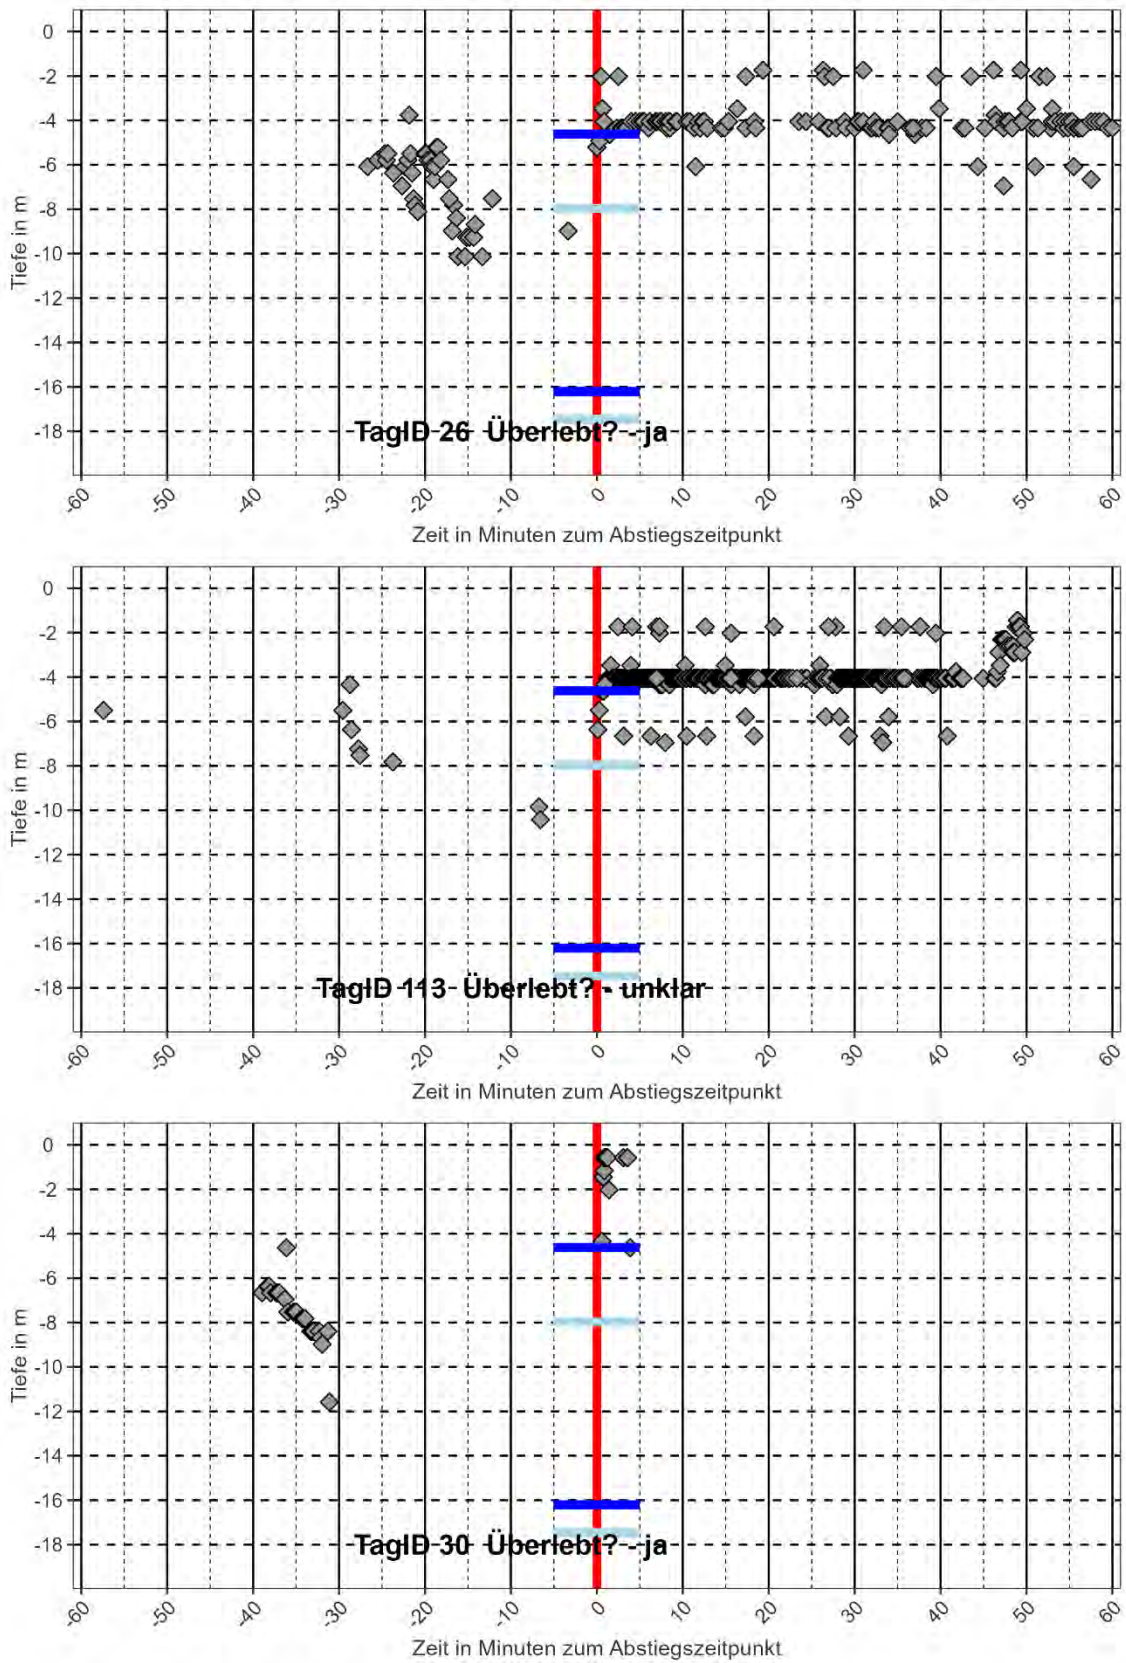 0
-2
-4
-6
-8
-10
-12
-14
-16
-18
Tiefe in m
TagID 26 Überlebt? - ja
-60 -50 -40 -30 -20 -10 0 10 20 30 40 50 60
Zeit in Minuten zum Abstiegszeitpunkt
0
-2
-4
-6
-8
-10
-12
-14
-16
-18
Tiefe in m
TagID 113 Überlebt? - unklar
-60 -50 -40 -30 -20 -10 0 10 20 30 40 50 60
Zeit in Minuten zum Abstiegszeitpunkt
0
-2
-4
-6
-8
-10
-12
-14
-16
-18
Tiefe in m
TagID 30 Überlebt? - ja
-60 -50 -40 -30 -20 -10 0 10 20 30 40 50 60
Zeit in Minuten zum Abstiegszeitpunkt